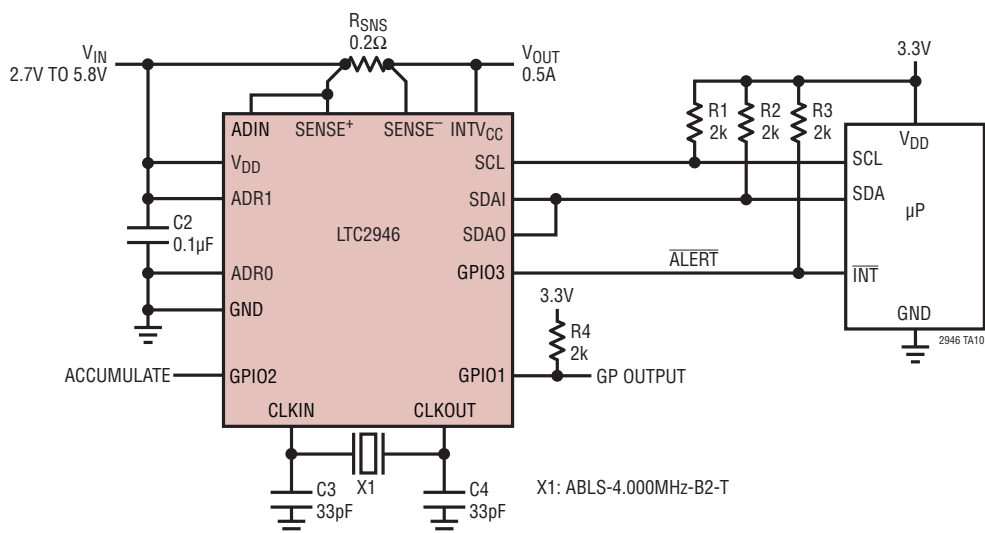 RSNS
0.2Ω
VIN
2.7V TO 5.8V
VOUT
0.5A
3.3V
R1
2k
R2
2k
R3
2k
ADIN
SENSE+
SENSE–
INTVCC
VDD
SCL
VDD
SCL
ADR1
SDAI
SDA
µP
C2
0.1µF
LTC2946
SDAO
ADR0
GPIO3
ALERT
INT
GND
3.3V
GND
R4
2k
2946 TA10
ACCUMULATE
GPIO2
GPIO1
GP OUTPUT
CLKIN
CLKOUT
C3
33pF
X1
C4
33pF
X1: ABLS-4.000MHz-B2-T